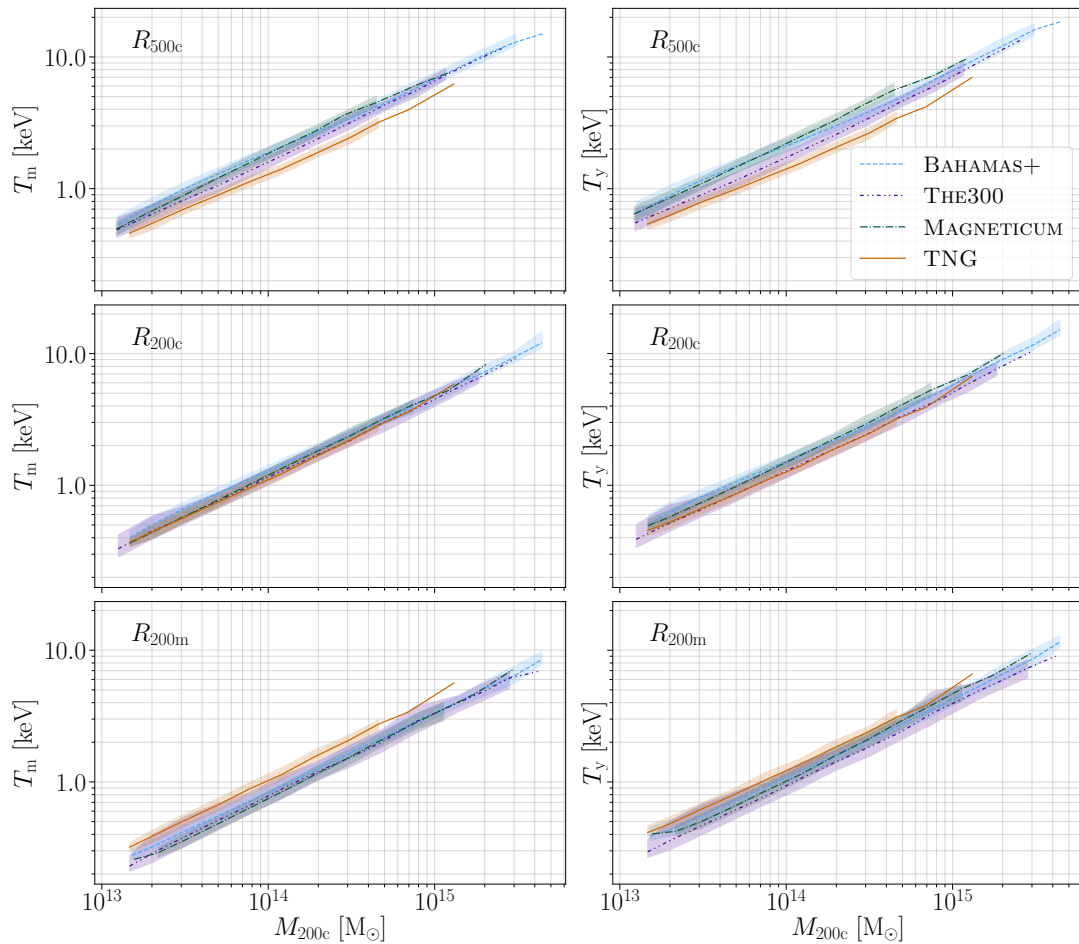 R500c
10.0
1.0
Tm [keV]
R500c
Ty [keV]
BAHAMAS+
THE300
MAGNETICUM
TNG
R200c
10.0
1.0
Tm [keV]
R200c
Ty [keV]
R200m
10.0
1.0
Tm [keV]
R200m
Ty [keV]
10^13 10^14 10^15
M200c [M⊙]
10^13 10^14 10^15
M200c [M⊙]